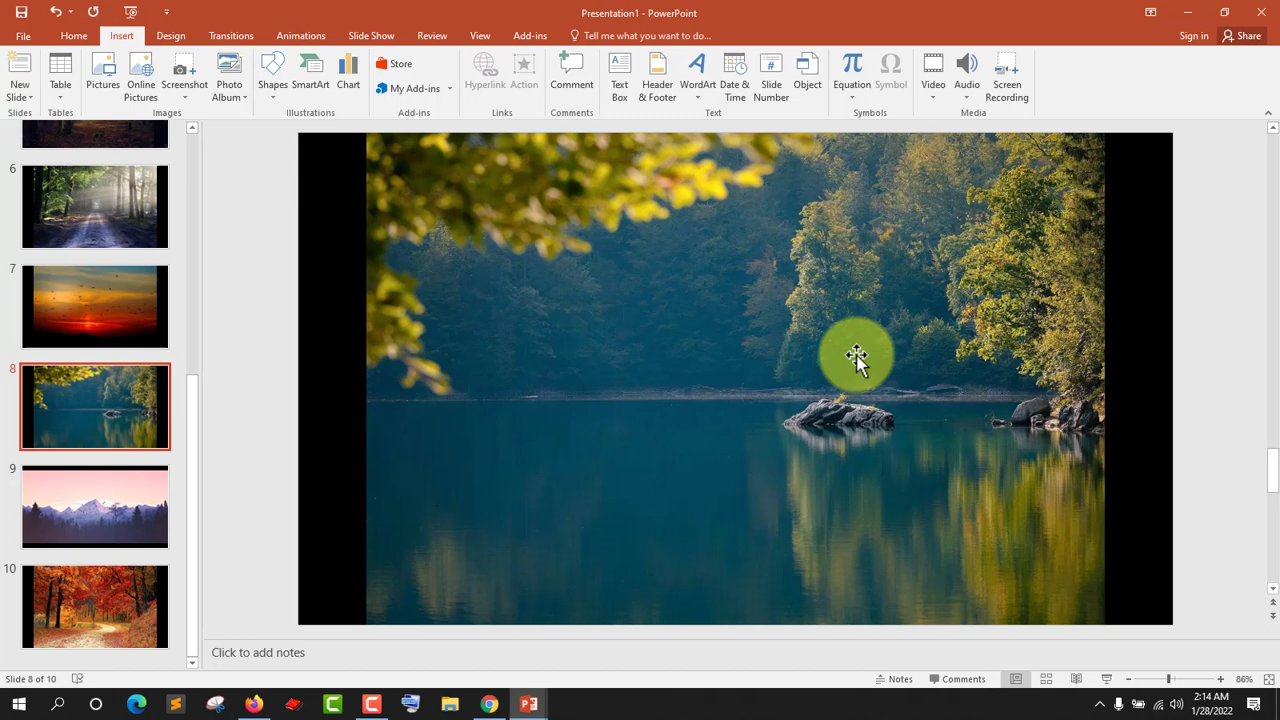 Presentation1 - PowerPoint
File Home Insert Design Transitions Animations Slide Show Review View Add-ins Tell me what you want to do... Sign in Share
New Slide
Table
Pictures
Online Pictures
Screenshot
Photo Album
Shapes
SmartArt
Chart
Store
My Add-ins
Hyperlink
Action
Comment
Text Box
Header & Footer
WordArt
Date & Time
Slide Number
Object
Equation
Symbol
Video
Audio
Screen Recording
Slides Tables Images Illustrations Add-ins Links Comments Text Symbols Media
6
7
8
9
10
Click to add notes
Slide 8 of 10 Notes Comments 86%
2:14 AM
1/28/2022